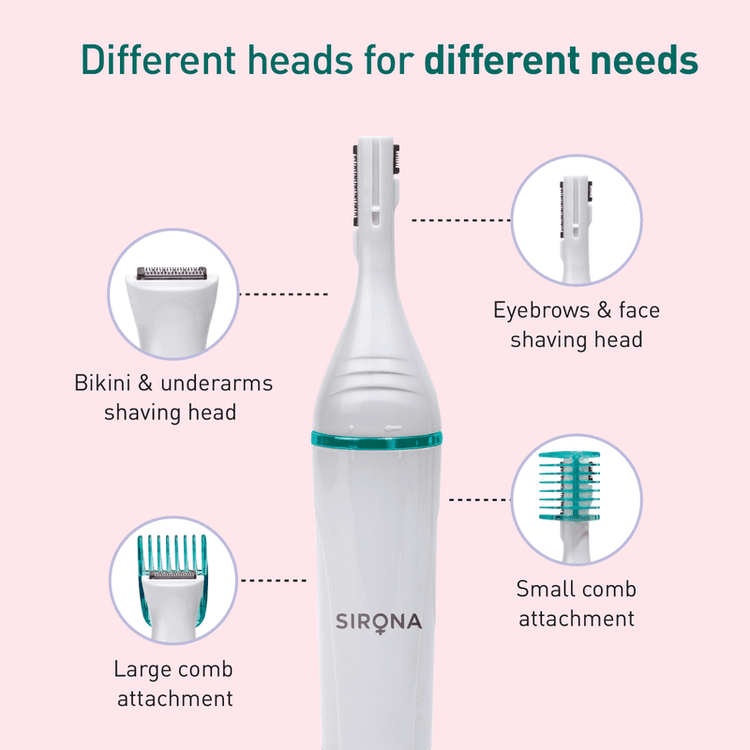 Different heads for different needs
Eyebrows & face
shaving head
Bikini & underarms
shaving head
Small comb
attachment
SIRONA
Large comb
attachment